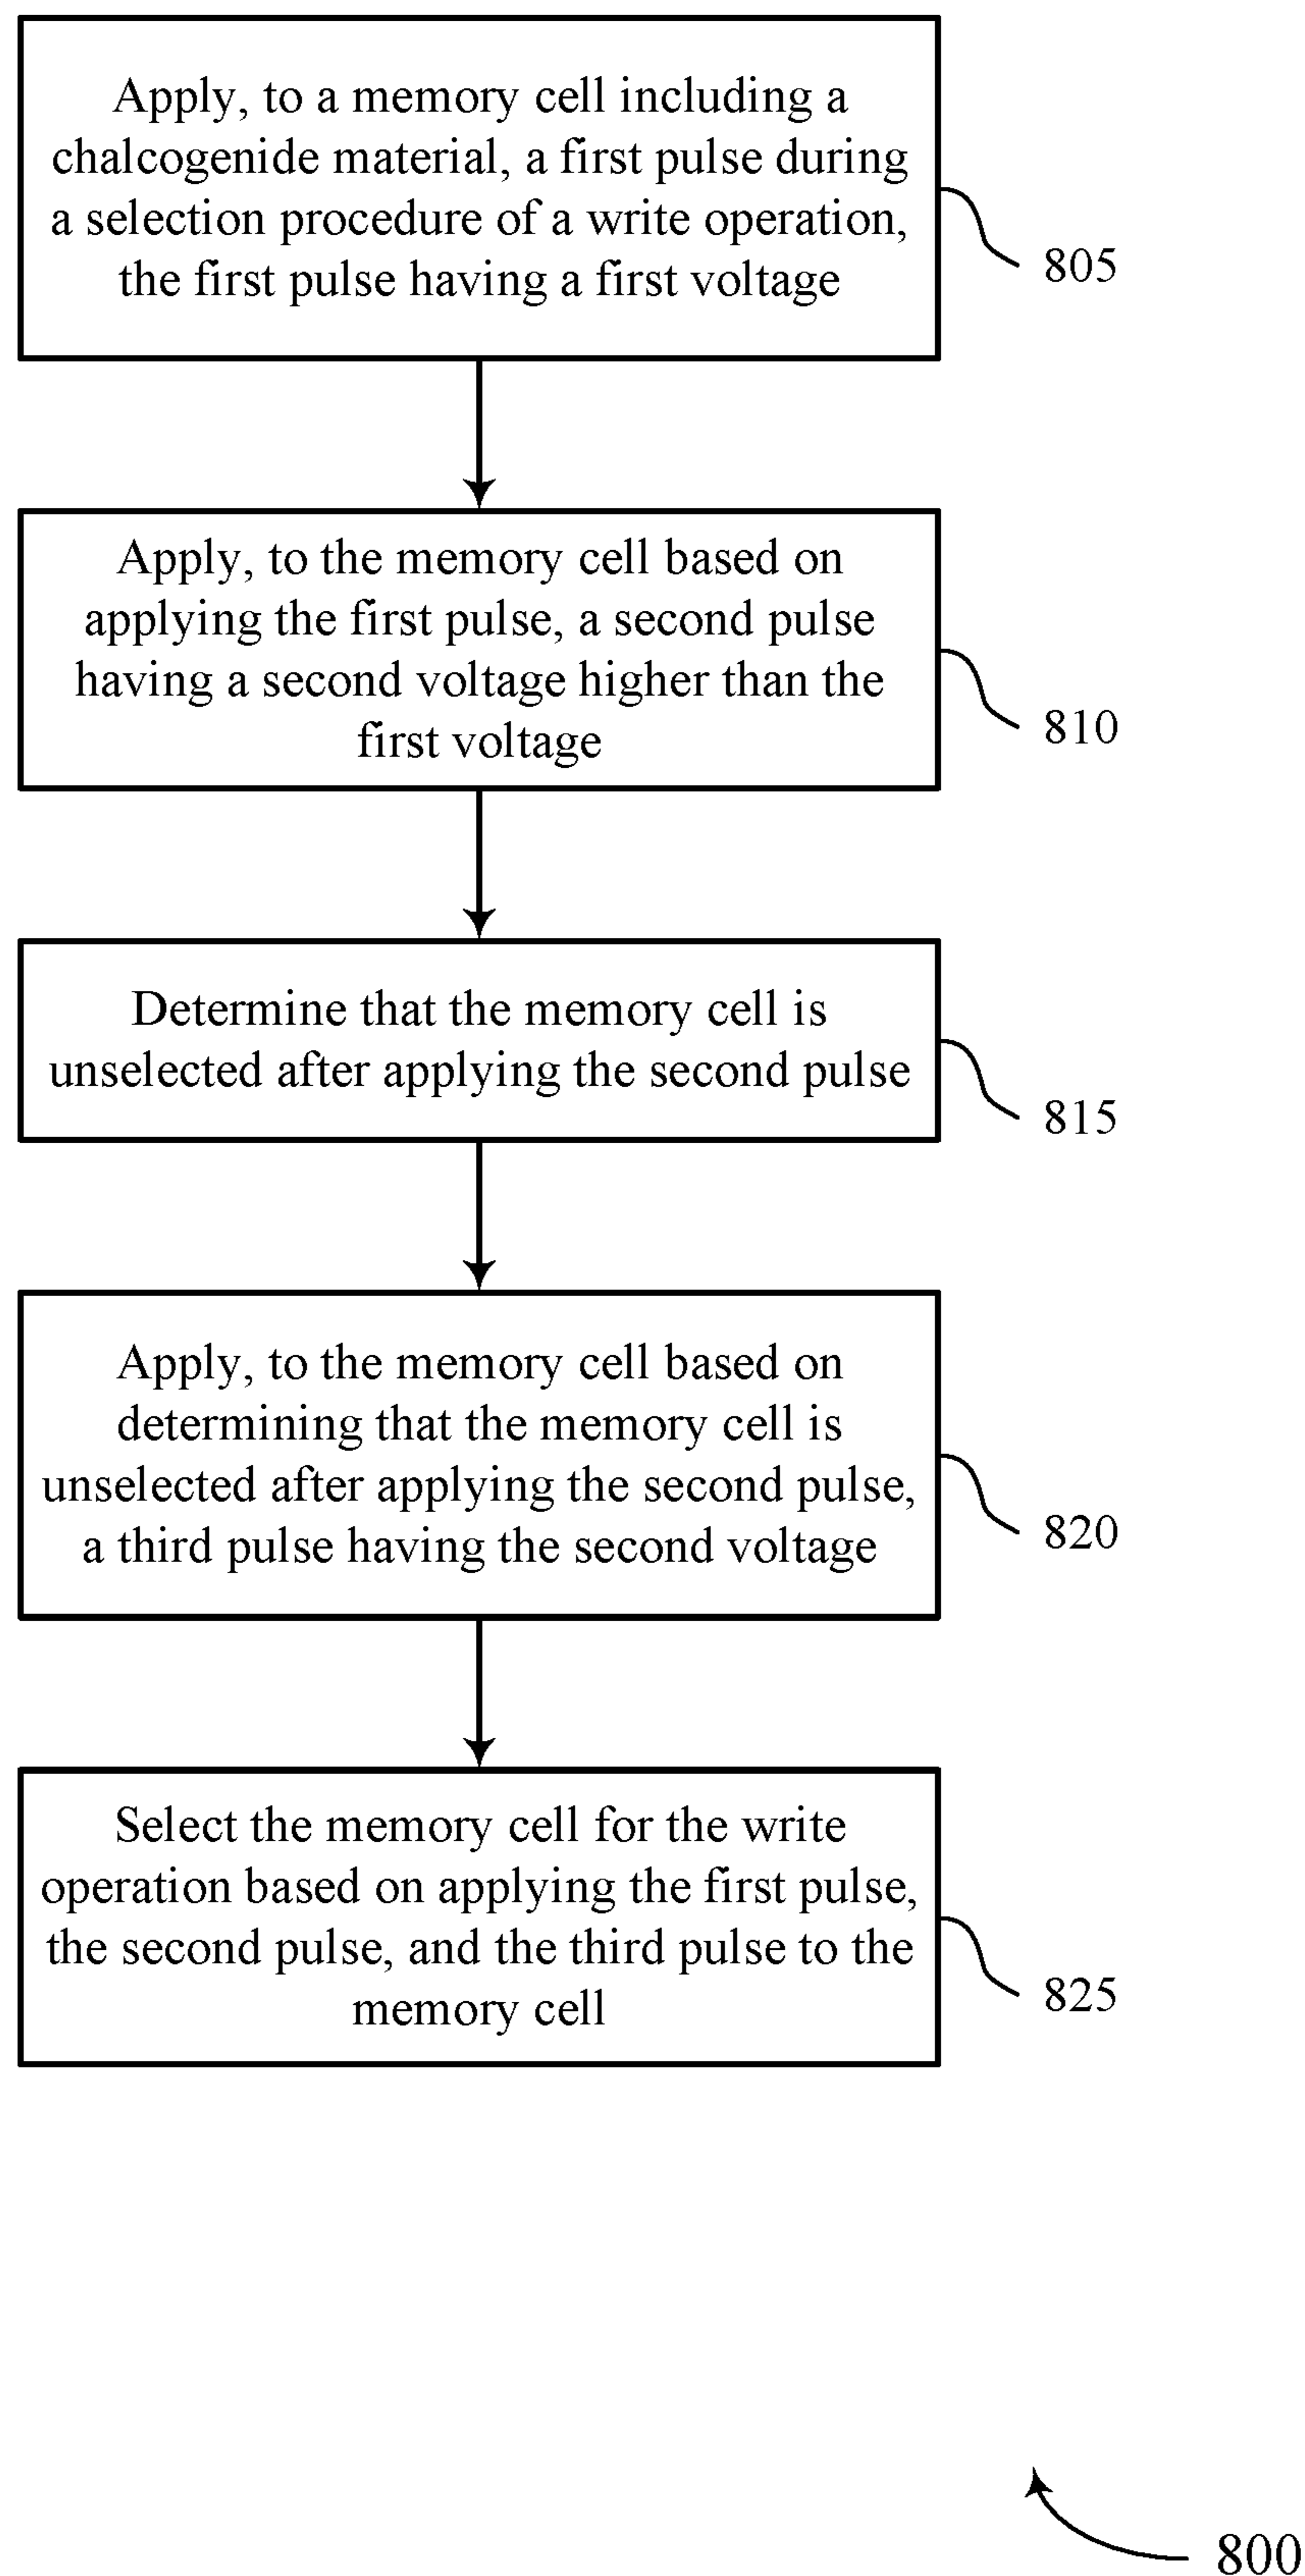 Apply, to a memory cell including a
chalcogenide material, a first pulse during
a selection procedure of a write operation,
the first pulse having a first voltage
805
Apply, to the memory cell based on
applying the first pulse, a second pulse
having a second voltage higher than the
first voltage
810
Determine that the memory cell is
unselected after applying the second pulse
815
Apply, to the memory cell based on
determining that the memory cell is
unselected after applying the second pulse,
a third pulse having the second voltage
820
Select the memory cell for the write
operation based on applying the first pulse,
the second pulse, and the third pulse to the
memory cell
825
800